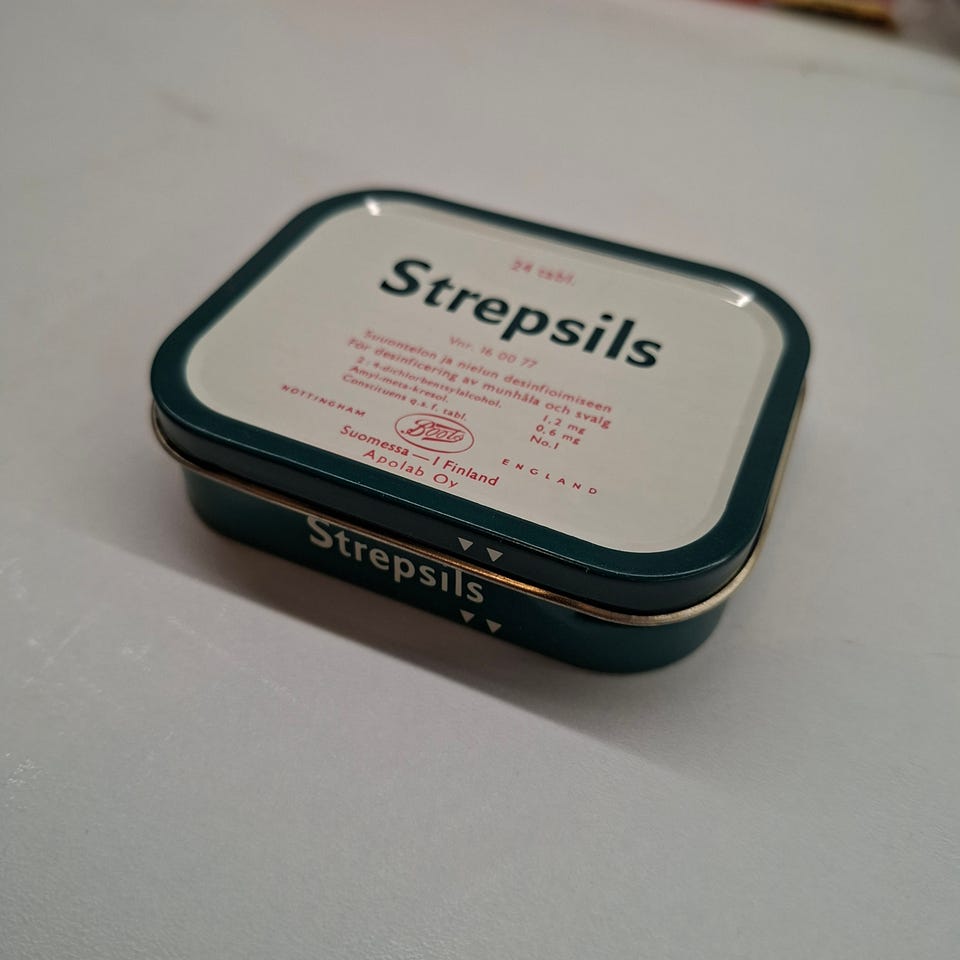 24 tabl.
Strepsils
Vnr. 16 00 77
Suuontelon ja nielun desinfioimiseen
För desinficering av munhåla och svalg
2:4-dichlorbentsylalcohol. 1,2 mg
Amyl-meta-kresol. 0,6 mg
Constituens q.s.f. tabl. No.1
NOTTINGHAM Boots ENGLAND
Suomessa — I Finland
Apolab Oy
Strepsils